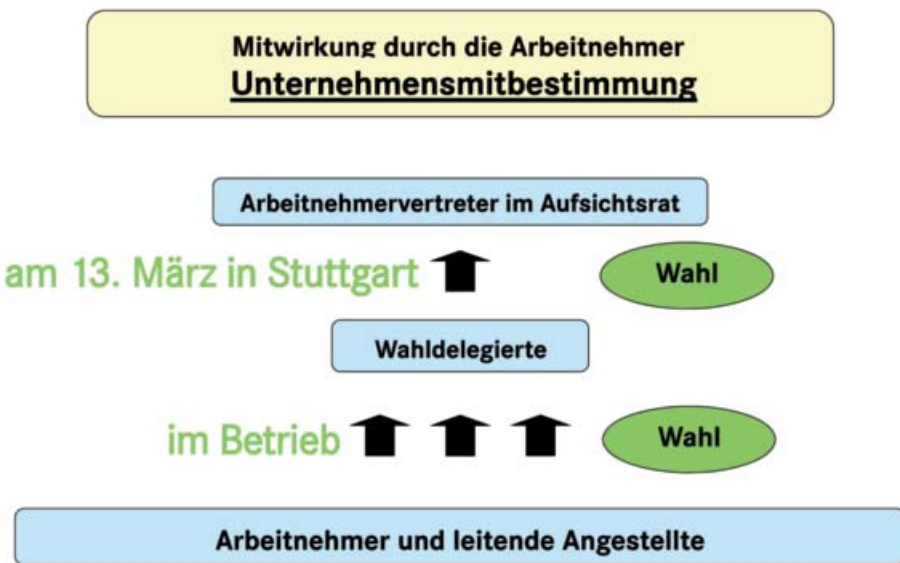 Mitwirkung durch die Arbeitnehmer
Unternehmensmitbestimmung
Arbeitnehmervertreter im Aufsichtsrat
am 13. März in Stuttgart
Wahl
Wahldelegierte
im Betrieb
Wahl
Arbeitnehmer und leitende Angestellte